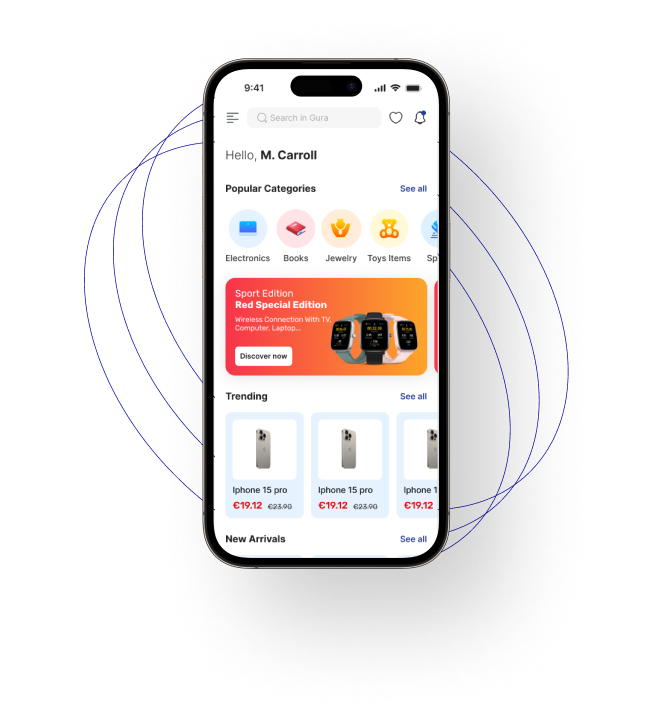 9:41
Search in Gura
Hello, M. Carroll
Popular Categories See all
Electronics Books Jewelry Toys Items Sp
Sport Edition
Red Special Edition
Wireless Connection With TV,
Computer, Laptop...
Discover now
Trending See all
Iphone 15 pro Iphone 15 pro Iphone 1
€19.12 €23.90 €19.12 €23.90 €19.12
New Arrivals See all